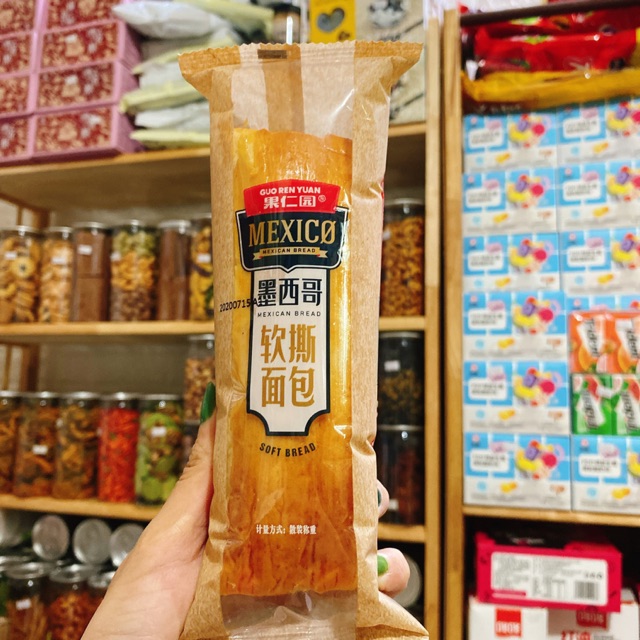 GUO REN YUAN
果仁园®
MEXICO
MEXICAN BREAD
20200715A
墨西哥
MEXICAN BREAD
软撕
面包
SOFT BREAD
计量方式：散装称重